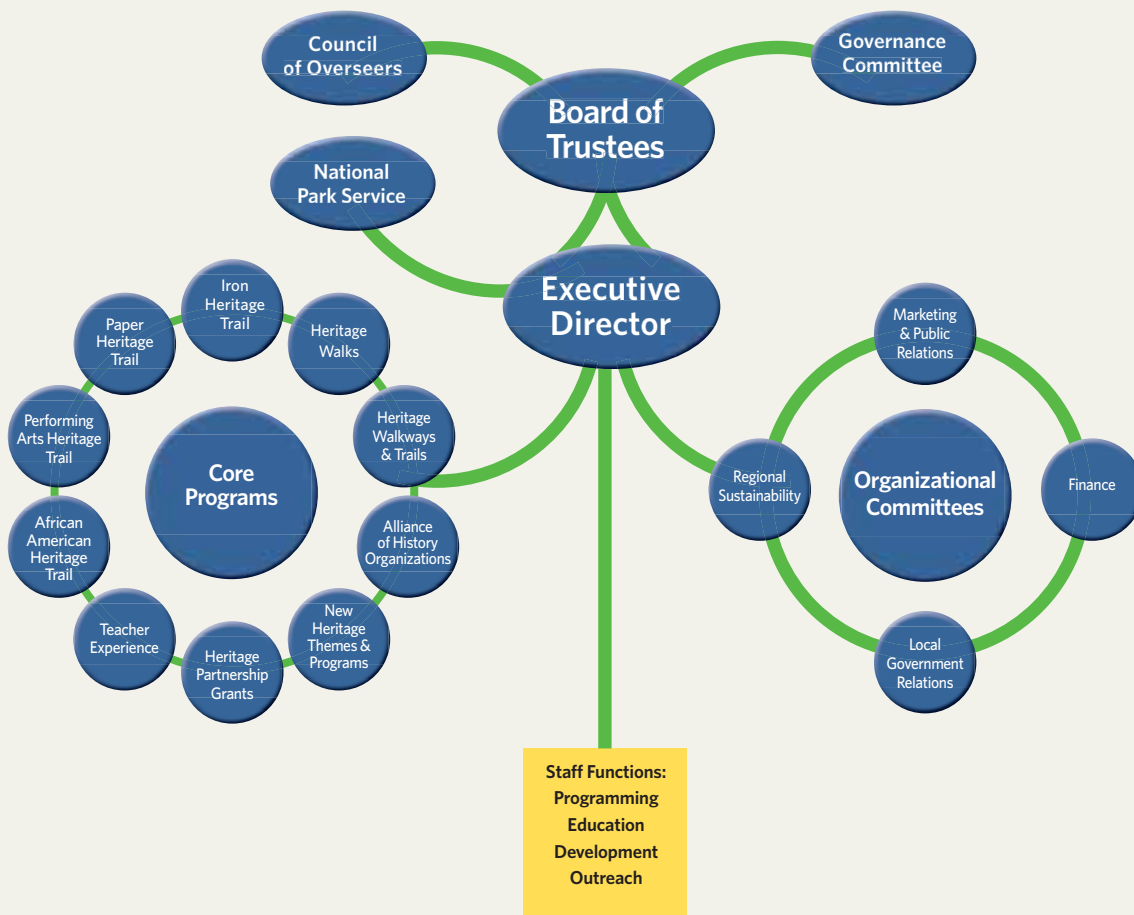 Council
of Overseers
Governance
Committee
Board of
Trustees
National
Park Service
Executive
Director
Iron
Heritage
Trail
Paper
Heritage
Trail
Heritage
Walks
Performing
Arts Heritage
Trail
Heritage
Walkways
& Trails
Core
Programs
African
American
Heritage
Trail
Alliance
of History
Organizations
Teacher
Experience
Heritage
Partnership
Grants
New
Heritage
Themes &
Programs
Marketing
& Public
Relations
Regional
Sustainability
Organizational
Committees
Finance
Local
Government
Relations
Staff Functions:
Programming
Education
Development
Outreach